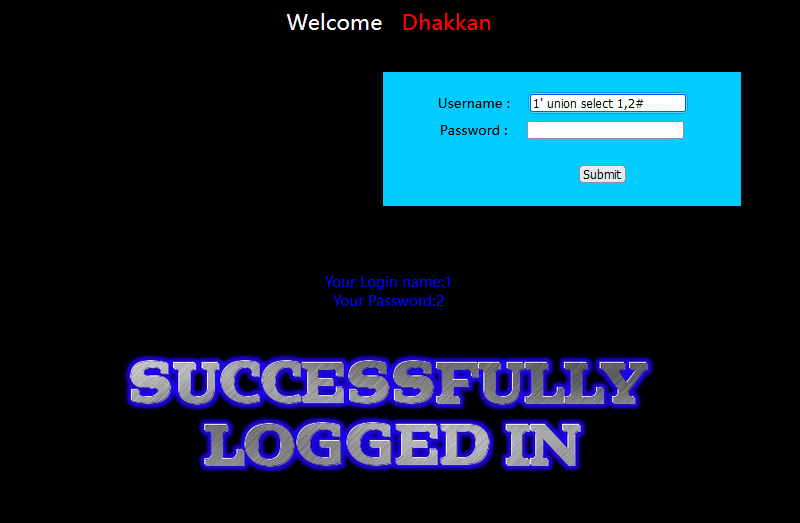 Welcome Dhakkan
Username : 1' union select 1,2#
Password :
Submit
Your Login name:1
Your Password:2
SUCCESSFULLY
LOGGED IN